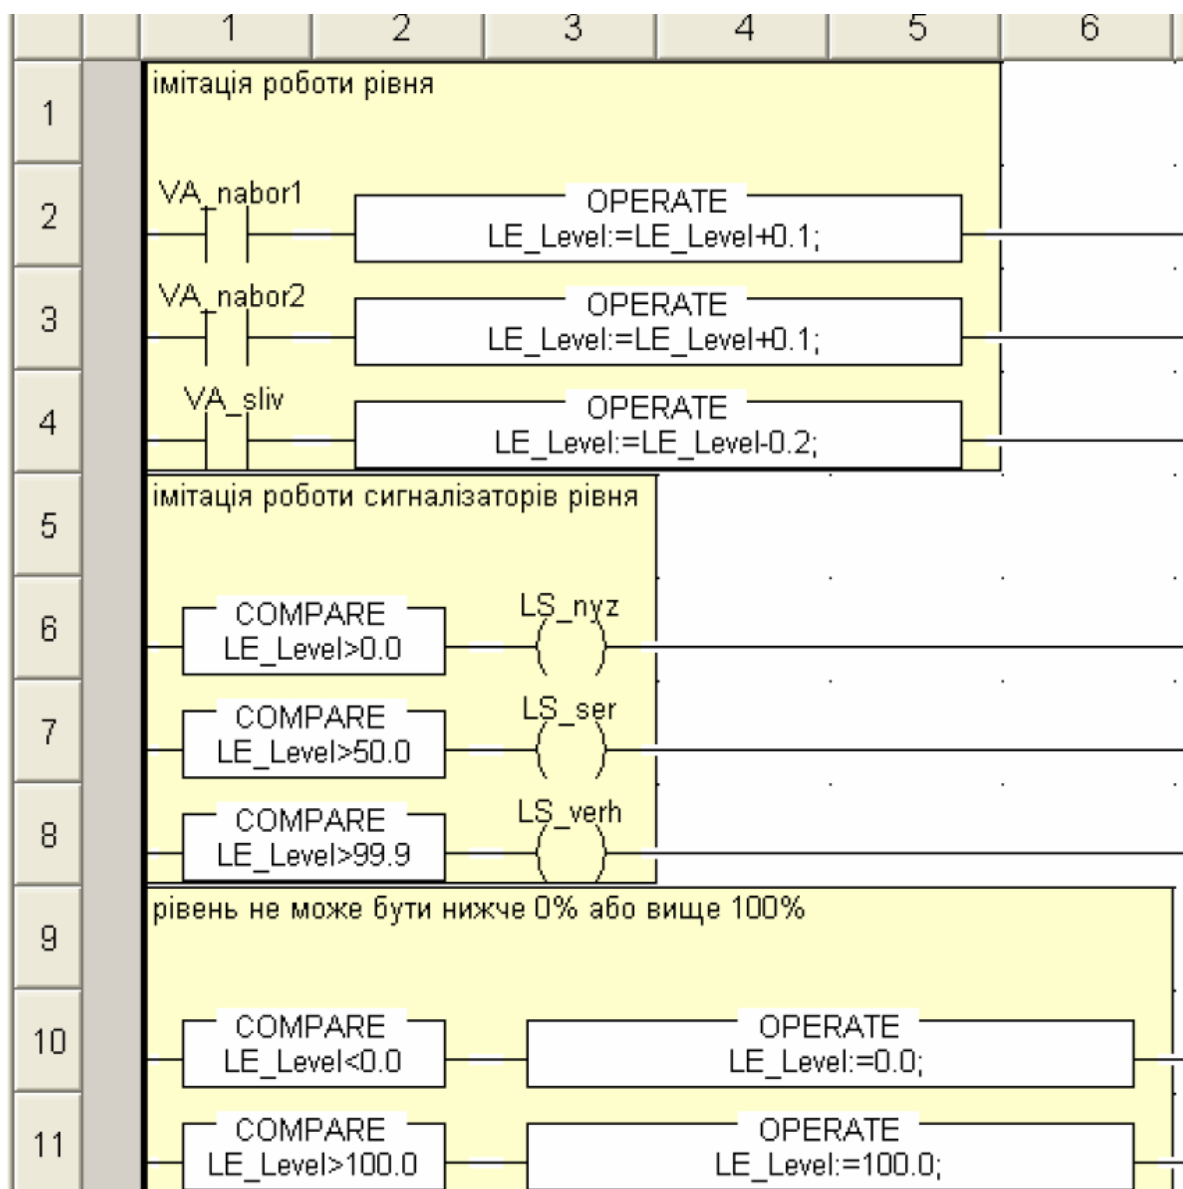 1 2 3 4 5 6
1
імітація роботи рівня
2
VA_nabor1
OPERATE
LE_Level:=LE_Level+0.1;
3
VA_nabor2
OPERATE
LE_Level:=LE_Level+0.1;
4
VA_sliv
OPERATE
LE_Level:=LE_Level-0.2;
5
імітація роботи сигналізаторів рівня
6
COMPARE
LE_Level>0.0
LS_nyz
7
COMPARE
LE_Level>50.0
LS_ser
8
COMPARE
LE_Level>99.9
LS_verh
9
рівень не може бути нижче 0% або вище 100%
10
COMPARE
LE_Level<0.0
OPERATE
LE_Level:=0.0;
11
COMPARE
LE_Level>100.0
OPERATE
LE_Level:=100.0;